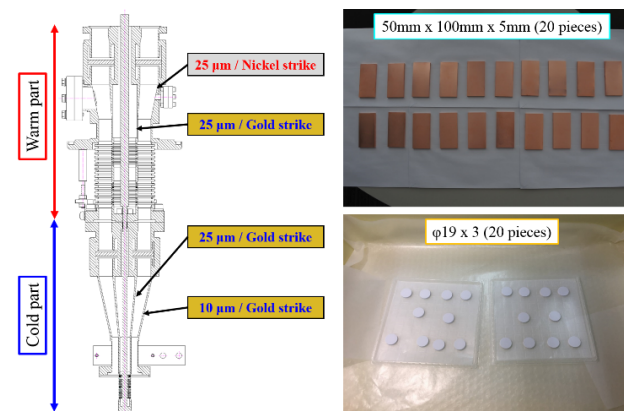 Warm part
Cold part
25 µm / Nickel strike
25 µm / Gold strike
25 µm / Gold strike
10 µm / Gold strike
50mm x 100mm x 5mm (20 pieces)
φ19 x 3 (20 pieces)